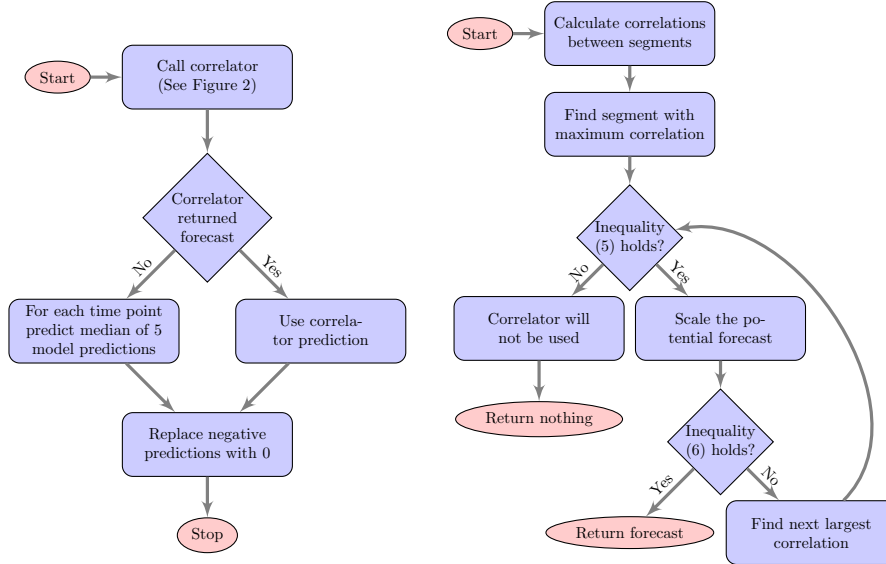 Start
Call correlator
(See Figure 2)
Correlator
returned
forecast
No
Yes
For each time point
predict median of 5
model predictions
Use correla-
tor prediction
Replace negative
predictions with 0
Stop
Start
Calculate correlations
between segments
Find segment with
maximum correlation
Inequality
(5) holds?
No
Yes
Correlator will
not be used
Scale the po-
tential forecast
Return nothing
Inequality
(6) holds?
Yes
No
Return forecast
Find next largest
correlation